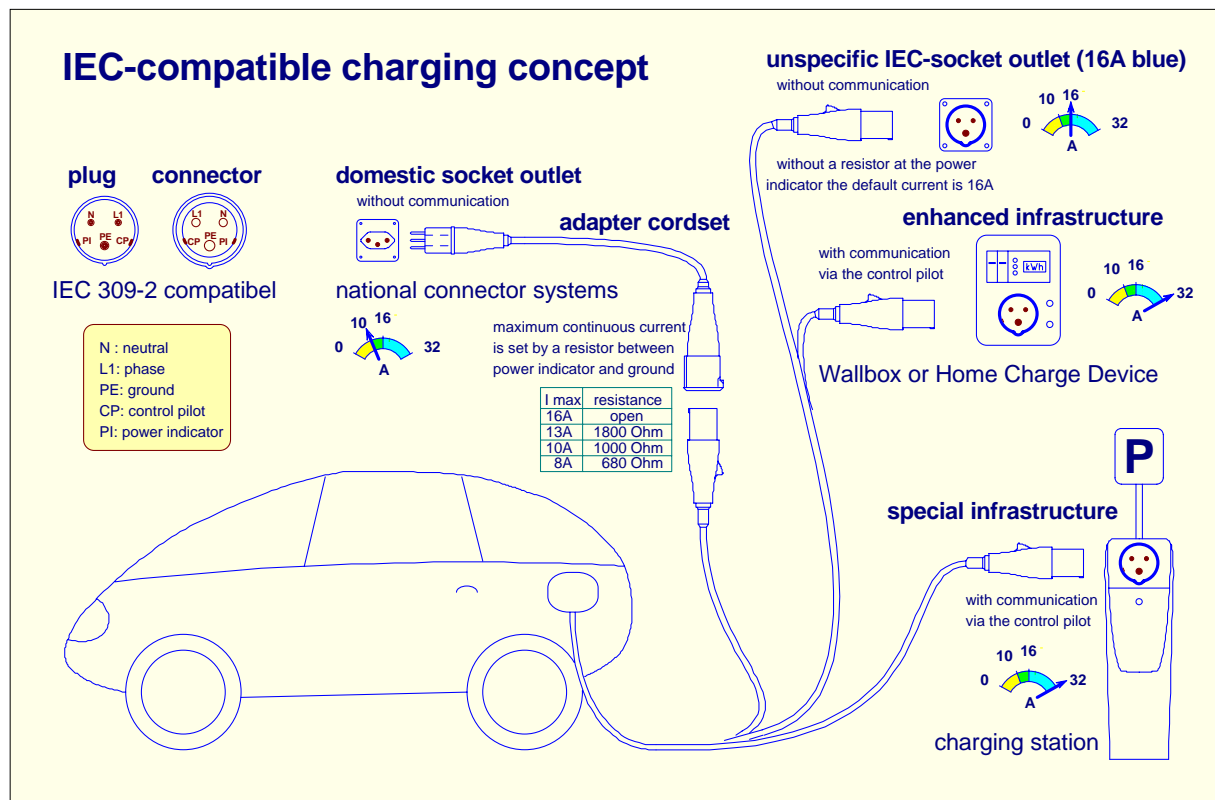 IEC-compatible charging concept
plug
connector
N
L1
PI
PE
CP
L1
N
CP
PE
PI
IEC 309-2 compatibel
N : neutral
L1: phase
PE: ground
CP: control pilot
PI: power indicator
domestic socket outlet
without communication
adapter cordset
national connector systems
0
10
16
32
A
maximum continuous current
is set by a resistor between
power indicator and ground
I max resistance
16A open
13A 1800 Ohm
10A 1000 Ohm
8A 680 Ohm
unspecific IEC-socket outlet (16A blue)
without communication
0
10
16
32
A
without a resistor at the power
indicator the default current is 16A
enhanced infrastructure
with communication
via the control pilot
kWh
0
10
16
32
A
Wallbox or Home Charge Device
P
special infrastructure
with communication
via the control pilot
0
10
16
32
A
charging station